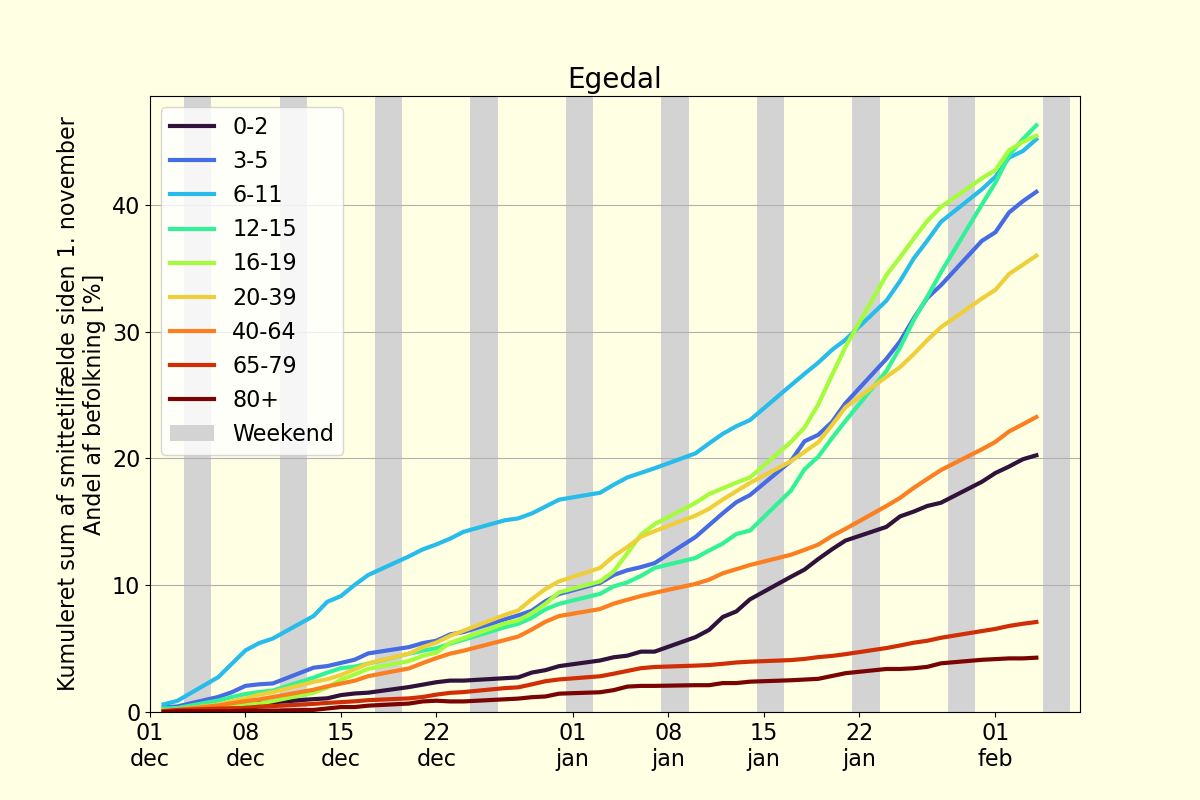 Egedal
Kumuleret sum af smittetilfælde siden 1. november
Andel af befolkning [%]
0-2
3-5
6-11
12-15
16-19
20-39
40-64
65-79
80+
Weekend
40
30
20
10
0
01 08 15 22 01 08 15 22 01
dec dec dec dec jan jan jan jan feb